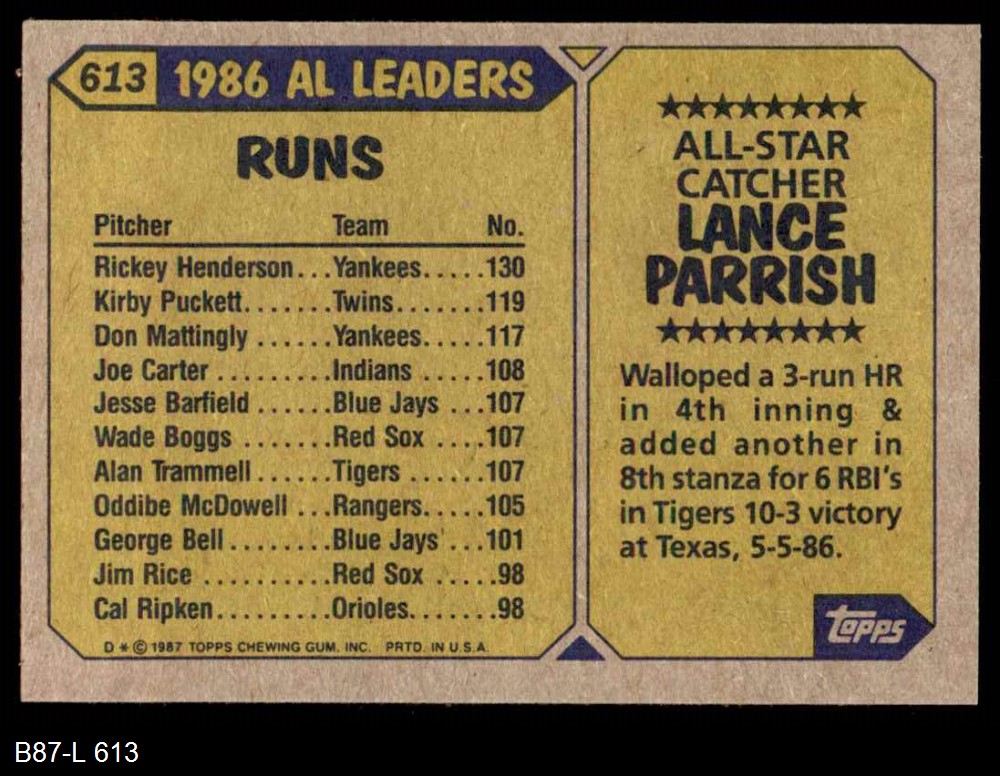 613 1986 AL LEADERS
RUNS
Pitcher Team No.
Rickey Henderson...Yankees.....130
Kirby Puckett.......Twins.......119
Don Mattingly ......Yankees.....117
Joe Carter .........Indians .....108
Jesse Barfield ......Blue Jays ...107
Wade Boggs .......Red Sox ....107
Alan Trammell......Tigers ......107
Oddibe McDowell ...Rangers.....105
George Bell........Blue Jays ...101
Jim Rice ..........Red Sox .....98
Cal Ripken.........Orioles.......98
D * © 1987 TOPPS CHEWING GUM, INC. PRTD. IN U.S.A.
★★★★★★★★
ALL-STAR
CATCHER
LANCE
PARRISH
★★★★★★★★
Walloped a 3-run HR
in 4th inning &
added another in
8th stanza for 6 RBI's
in Tigers 10-3 victory
at Texas, 5-5-86.
Topps
B87-L 613